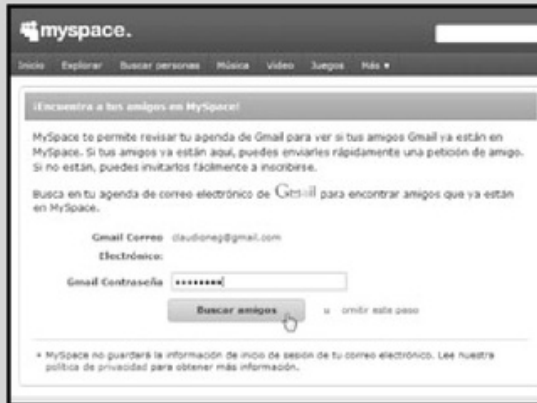 myspace.
Inicio Explorar Buscar personas Música Video Juegos Más ▾
¡Encuentra a tus amigos en MySpace!
MySpace te permite revisar tu agenda de Gmail para ver si tus amigos Gmail ya están en
MySpace. Si tus amigos ya están aquí, puedes enviarles rápidamente una petición de amigo.
Si no están, puedes invitarlos fácilmente a inscribirse.
Busca en tu agenda de correo electrónico de Gmail para encontrar amigos que ya están
en MySpace.
Gmail Correo claudioneg@gmail.com
Electrónico:
Gmail Contraseña ••••••••
Buscar amigos u omitir este paso
• MySpace no guardará la información de inicio de sesión de tu correo electrónico. Lee nuestra
política de privacidad para obtener más información.